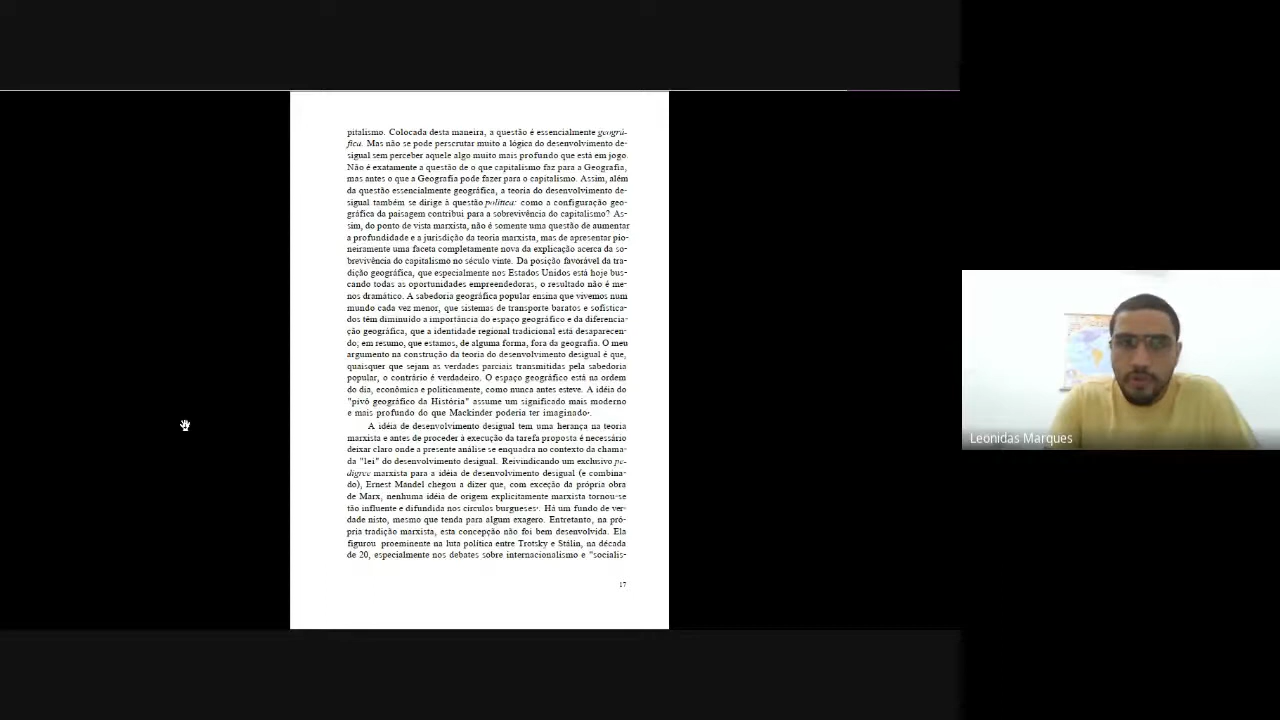 pitalismo. Colocada desta maneira, a questão é essencialmente geográ-
fica. Mas não se pode perscrutar muito a lógica do desenvolvimento de-
sigual sem perceber aquele algo muito mais profundo que está em jogo.
Não é exatamente a questão de o que capitalismo faz para a Geografia,
mas antes o que a Geografia pode fazer para o capitalismo. Assim, além
da questão essencialmente geográfica, a teoria do desenvolvimento de-
sigual também se dirige à questão política: como a configuração geo-
gráfica da paisagem contribui para a sobrevivência do capitalismo? As-
sim, do ponto de vista marxista, não é somente uma questão de aumentar
a profundidade e a jurisdição da teoria marxista, mas de apresentar pio-
neiramente uma faceta completamente nova da explicação acerca da so-
brevivência do capitalismo no século vinte. Da posição favorável da tra-
dição geográfica, que especialmente nos Estados Unidos está hoje bus-
cando todas as oportunidades empreendedoras, o resultado não é me-
nos dramático. A sabedoria geográfica popular ensina que vivemos num
mundo cada vez menor, que sistemas de transporte baratos e sofistica-
dos têm diminuído a importância do espaço geográfico e da diferencia-
ção geográfica, que a identidade regional tradicional está desaparecen-
do; em resumo, que estamos, de alguma forma, fora da geografia. O meu
argumento na construção da teoria do desenvolvimento desigual é que,
quaisquer que sejam as verdades parciais transmitidas pela sabedoria
popular, o contrário é verdadeiro. O espaço geográfico está na ordem
do dia, econômica e politicamente, como nunca antes esteve. A idéia do
"pivô geográfico da História" assume um significado mais moderno
e mais profundo do que Mackinder poderia ter imaginado.
A idéia de desenvolvimento desigual tem uma herança na teoria
marxista e antes de proceder à execução da tarefa proposta é necessário
deixar claro onde a presente análise se enquadra no contexto da chama-
da "lei" do desenvolvimento desigual. Reivindicando um exclusivo pe-
digree marxista para a idéia de desenvolvimento desigual (e combina-
do), Ernest Mandel chegou a dizer que, com exceção da própria obra
de Marx, nenhuma idéia de origem explicitamente marxista tornou-se
tão influente e difundida nos círculos burgueses. Há um fundo de ver-
dade nisto, mesmo que tenda para algum exagero. Entretanto, na pró-
pria tradição marxista, esta concepção não foi bem desenvolvida. Ela
figurou proeminente na luta política entre Trotsky e Stálin, na década
de 20, especialmente nos debates sobre internacionalismo e "socialis-
17
Leonidas Marques